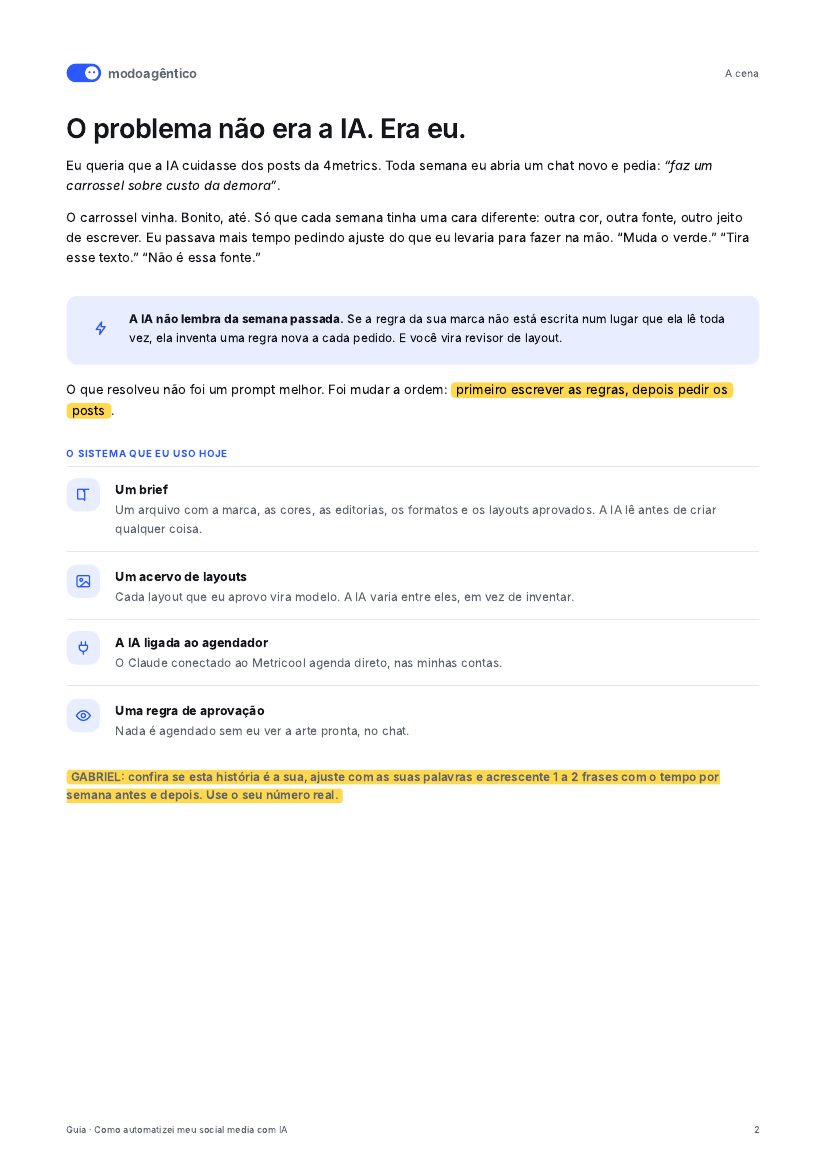 modoagêntico
A cena
O problema não era a IA. Era eu.
Eu queria que a IA cuidasse dos posts da 4metrics. Toda semana eu abria um chat novo e pedia: “faz um
carrossel sobre custo da demora”.
O carrossel vinha. Bonito, até. Só que cada semana tinha uma cara diferente: outra cor, outra fonte, outro jeito
de escrever. Eu passava mais tempo pedindo ajuste do que eu levaria para fazer na mão. “Muda o verde.” “Tira
esse texto.” “Não é essa fonte.”
A IA não lembra da semana passada. Se a regra da sua marca não está escrita num lugar que ela lê toda
vez, ela inventa uma regra nova a cada pedido. E você vira revisor de layout.
O que resolveu não foi um prompt melhor. Foi mudar a ordem: primeiro escrever as regras, depois pedir os
posts.
O SISTEMA QUE EU USO HOJE
Um brief
Um arquivo com a marca, as cores, as editorias, os formatos e os layouts aprovados. A IA lê antes de criar
qualquer coisa.
Um acervo de layouts
Cada layout que eu aprovo vira modelo. A IA varia entre eles, em vez de inventar.
A IA ligada ao agendador
O Claude conectado ao Metricool agenda direto, nas minhas contas.
Uma regra de aprovação
Nada é agendado sem eu ver a arte pronta, no chat.
GABRIEL: confira se esta história é a sua, ajuste com as suas palavras e acrescente 1 a 2 frases com o tempo por
semana antes e depois. Use o seu número real.
Guia · Como automatizei meu social media com IA
2